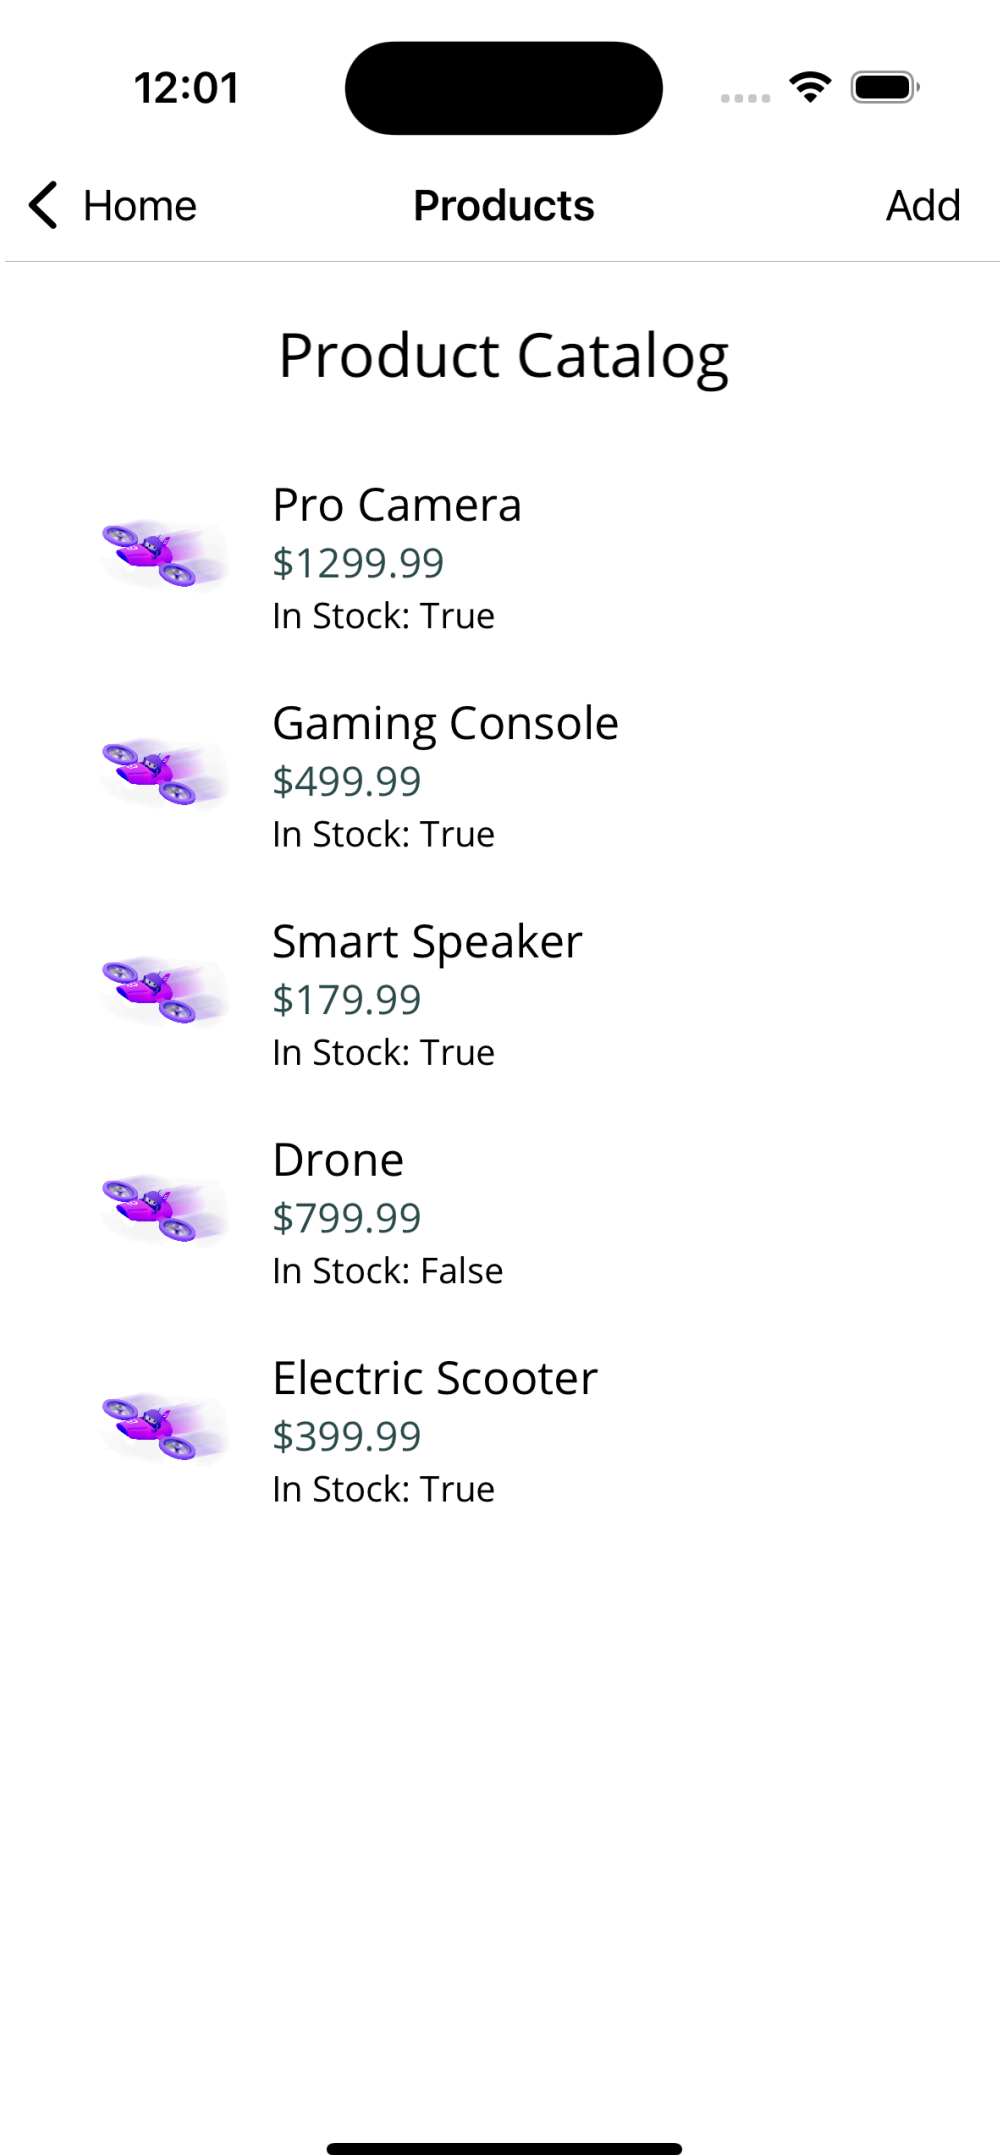 12:01
Home Products Add
Product Catalog
Pro Camera
$1299.99
In Stock: True
Gaming Console
$499.99
In Stock: True
Smart Speaker
$179.99
In Stock: True
Drone
$799.99
In Stock: False
Electric Scooter
$399.99
In Stock: True